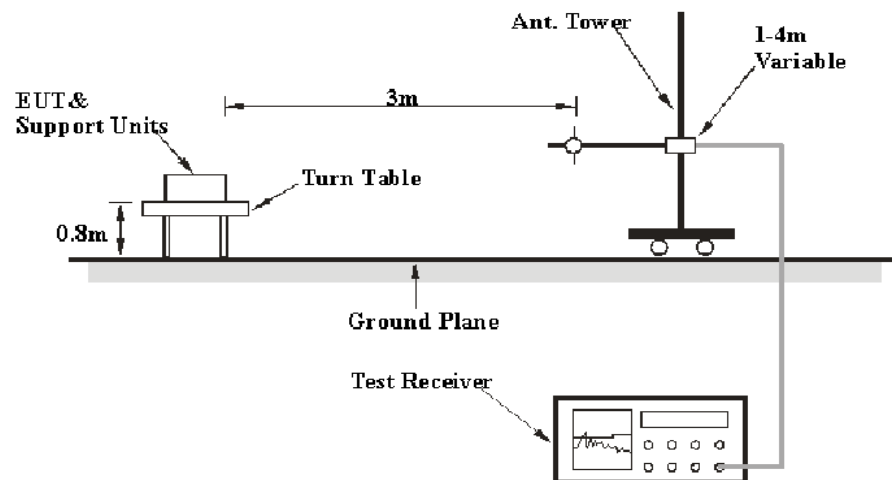 Ant. Tower
1-4m
Variable
EUT&
Support Units
3m
Turn Table
0.8m
Ground Plane
Test Receiver